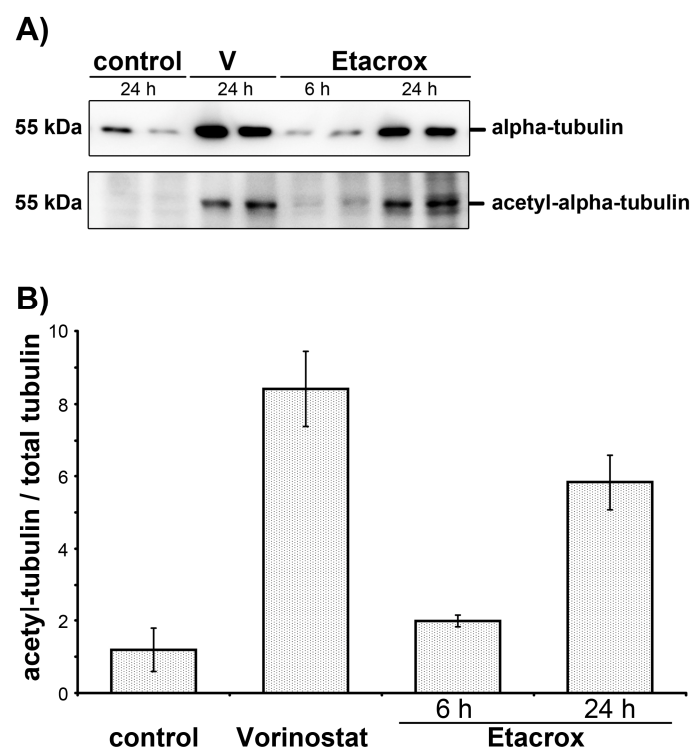 A)
control V Etacrox
24 h 24 h 6 h 24 h
55 kDa alpha-tubulin
55 kDa acetyl-alpha-tubulin
B)
acetyl-tubulin / total tubulin
10
8
6
4
2
0
6 h 24 h
control Vorinostat Etacrox